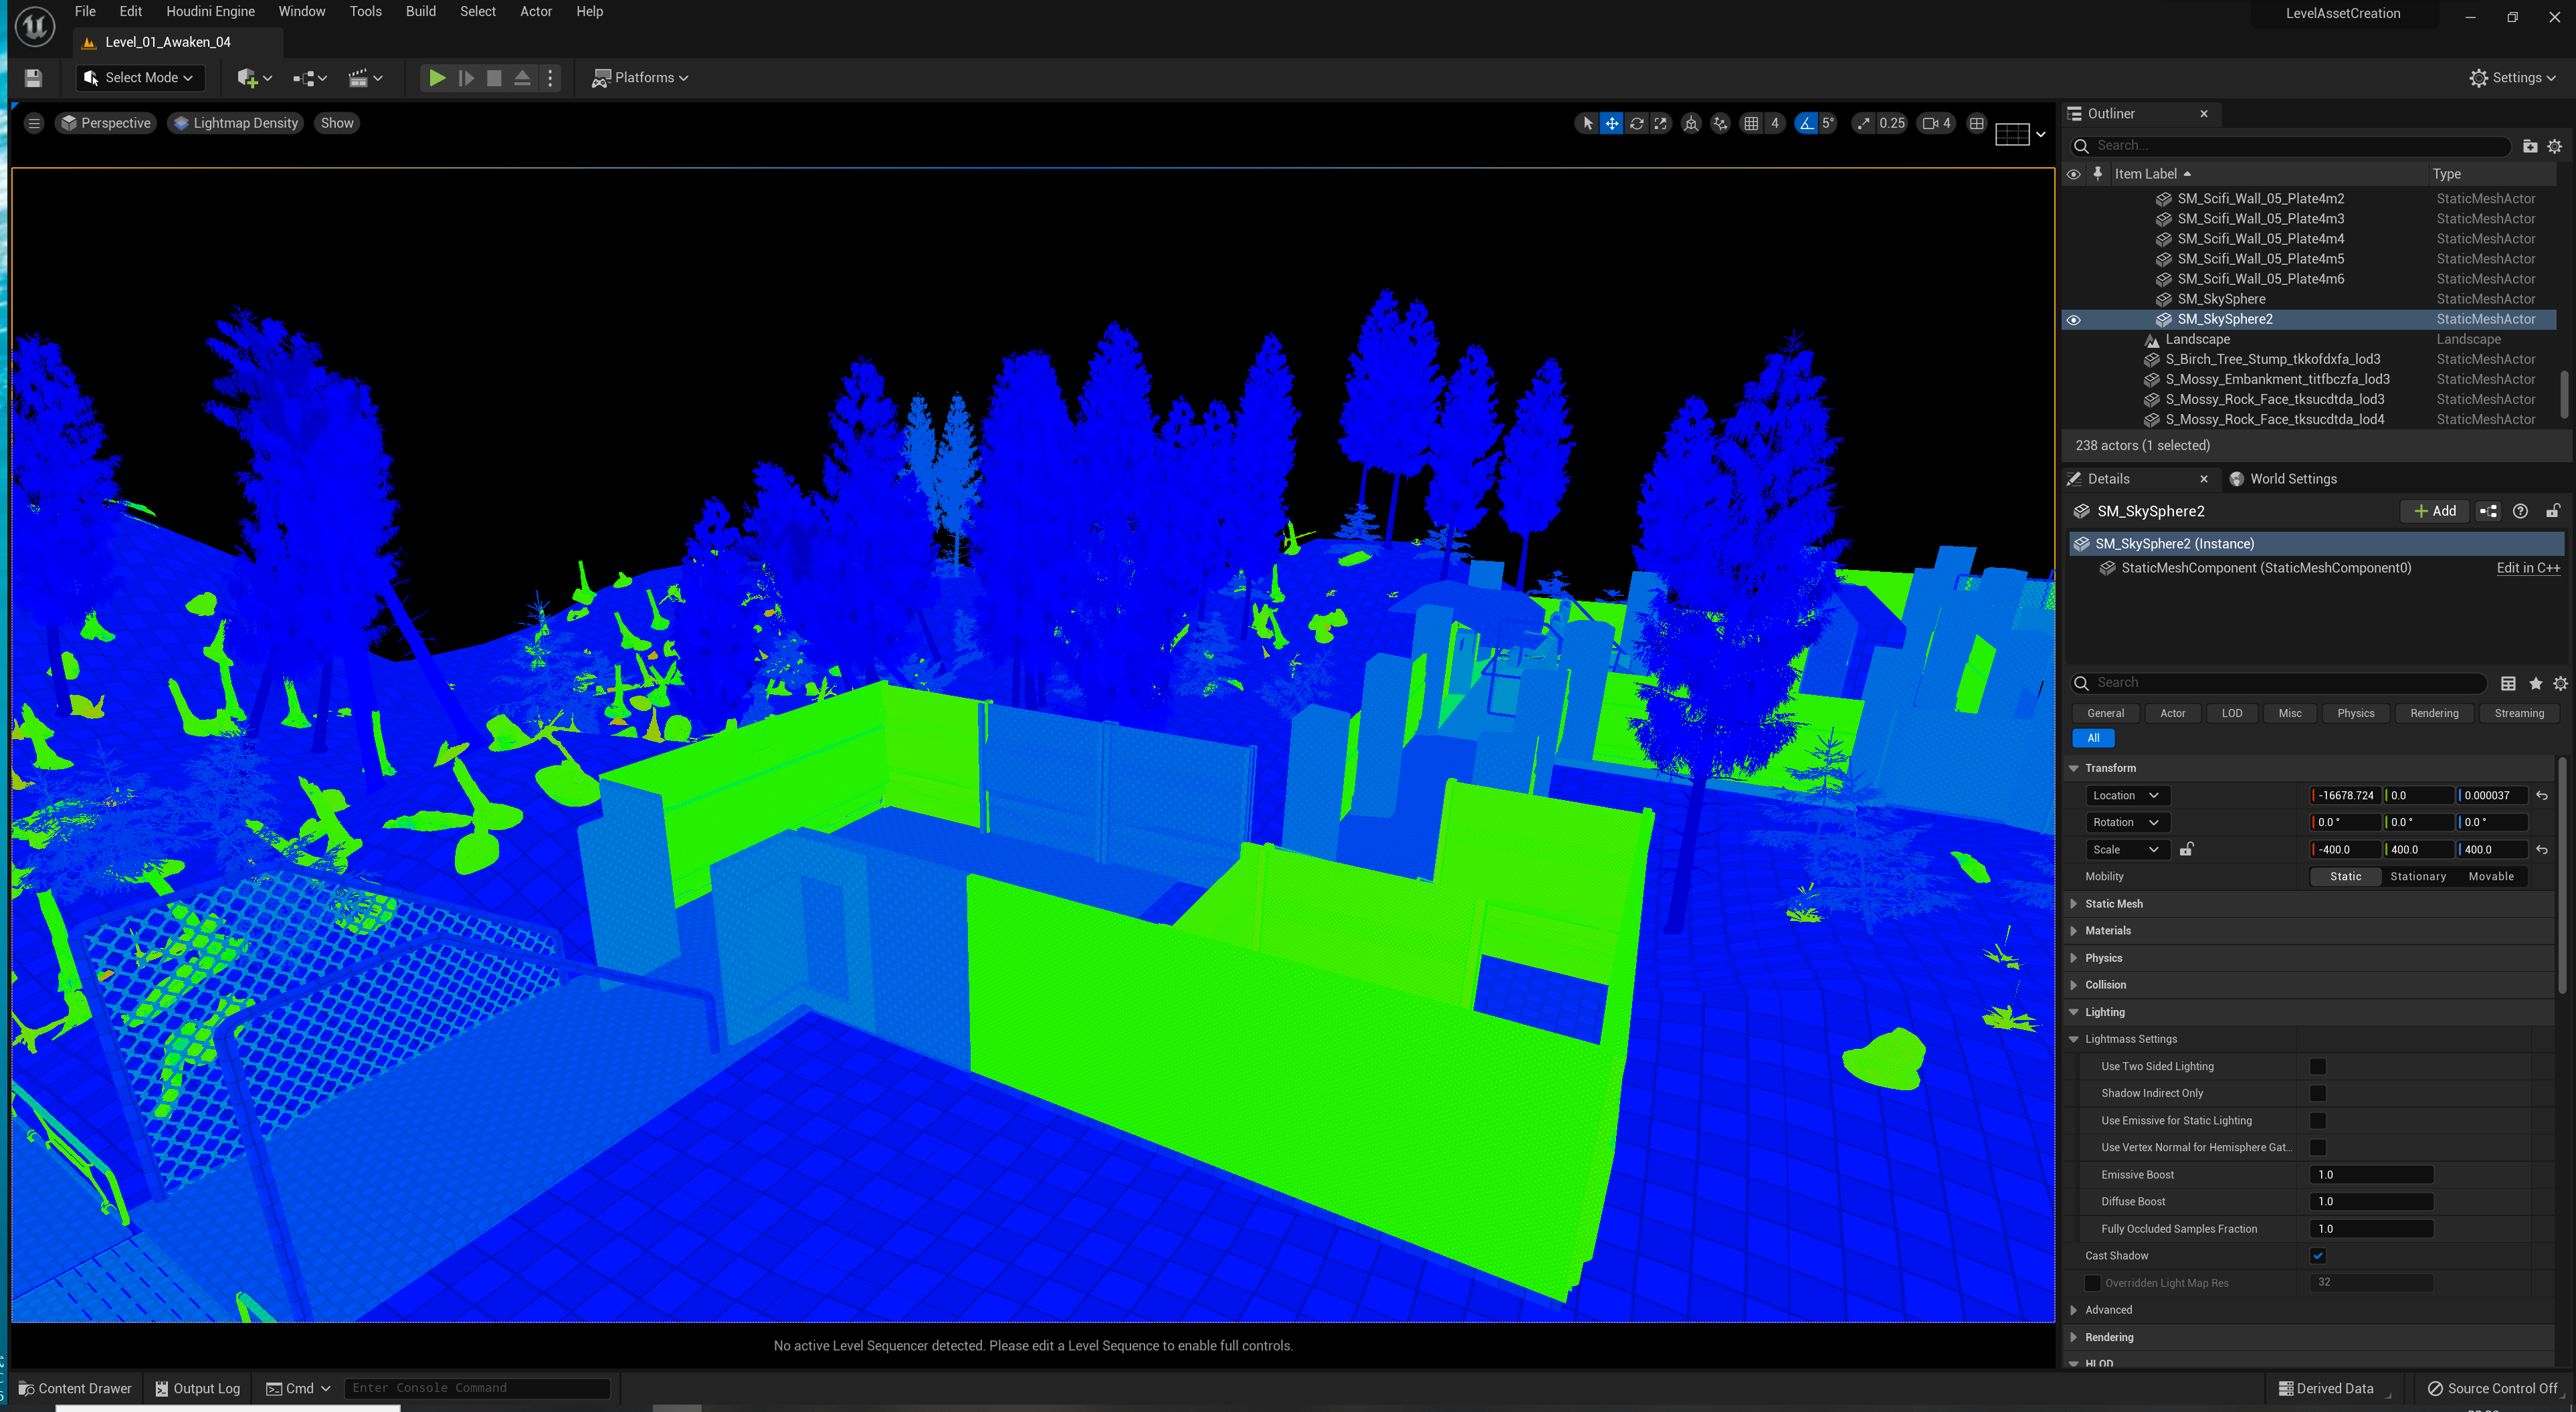 File Edit Houdini Engine Window Tools Build Select Actor Help
LevelAssetCreation
Level_01_Awaken_04
Select Mode
Platforms
Settings
Perspective Lightmap Density Show
4 5° 0.25 4
Outliner
Search...
Item Label Type
SM_Scifi_Wall_05_Plate4m2 StaticMeshActor
SM_Scifi_Wall_05_Plate4m3 StaticMeshActor
SM_Scifi_Wall_05_Plate4m4 StaticMeshActor
SM_Scifi_Wall_05_Plate4m5 StaticMeshActor
SM_Scifi_Wall_05_Plate4m6 StaticMeshActor
SM_SkySphere StaticMeshActor
SM_SkySphere2 StaticMeshActor
Landscape Landscape
S_Birch_Tree_Stump_tkkofdxfa_lod3 StaticMeshActor
S_Mossy_Embankment_titfbczfa_lod3 StaticMeshActor
S_Mossy_Rock_Face_tksucdtda_lod3 StaticMeshActor
S_Mossy_Rock_Face_tksucdtda_lod4 StaticMeshActor
238 actors (1 selected)
Details World Settings
SM_SkySphere2 Add
SM_SkySphere2 (Instance)
StaticMeshComponent (StaticMeshComponent0) Edit in C++
Search
General Actor LOD Misc Physics Rendering Streaming
All
Transform
Location -16678.724 0.0 0.000037
Rotation 0.0 ° 0.0 ° 0.0 °
Scale -400.0 400.0 400.0
Mobility Static Stationary Movable
Static Mesh
Materials
Physics
Collision
Lighting
Lightmass Settings
Use Two Sided Lighting
Shadow Indirect Only
Use Emissive for Static Lighting
Use Vertex Normal for Hemisphere Gat...
Emissive Boost 1.0
Diffuse Boost 1.0
Fully Occluded Samples Fraction 1.0
Cast Shadow
Overridden Light Map Res 32
Advanced
Rendering
HLOD
No active Level Sequencer detected. Please edit a Level Sequence to enable full controls.
Content Drawer Output Log Cmd Enter Console Command
Derived Data Source Control Off